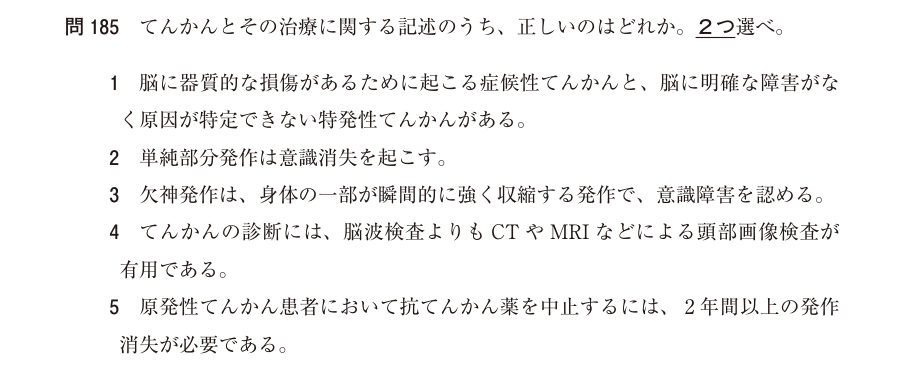 問 185　てんかんとその治療に関する記述のうち、正しいのはどれか。２つ選べ。
1　脳に器質的な損傷があるために起こる症候性てんかんと、脳に明確な障害がな
く原因が特定できない特発性てんかんがある。
2　単純部分発作は意識消失を起こす。
3　欠神発作は、身体の一部が瞬間的に強く収縮する発作で、意識障害を認める。
4　てんかんの診断には、脳波検査よりも CT や MRI などによる頭部画像検査が
有用である。
5　原発性てんかん患者において抗てんかん薬を中止するには、２年間以上の発作
消失が必要である。